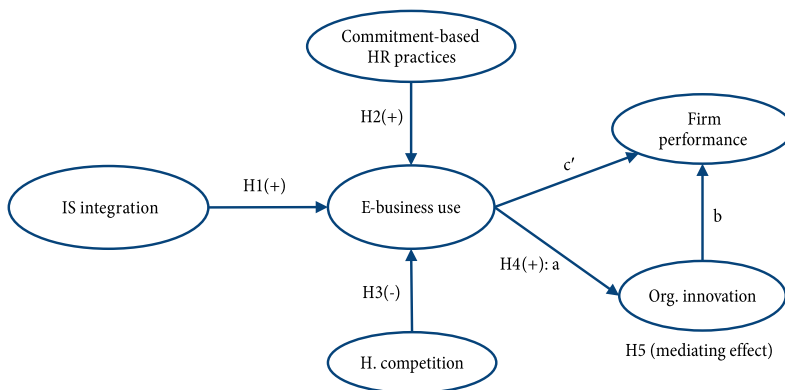 Commitment-based
HR practices
H2(+)
Firm
performance
c′
H1(+)
IS integration
E-business use
b
H4(+): a
H3(-)
Org. innovation
H5 (mediating effect)
H. competition